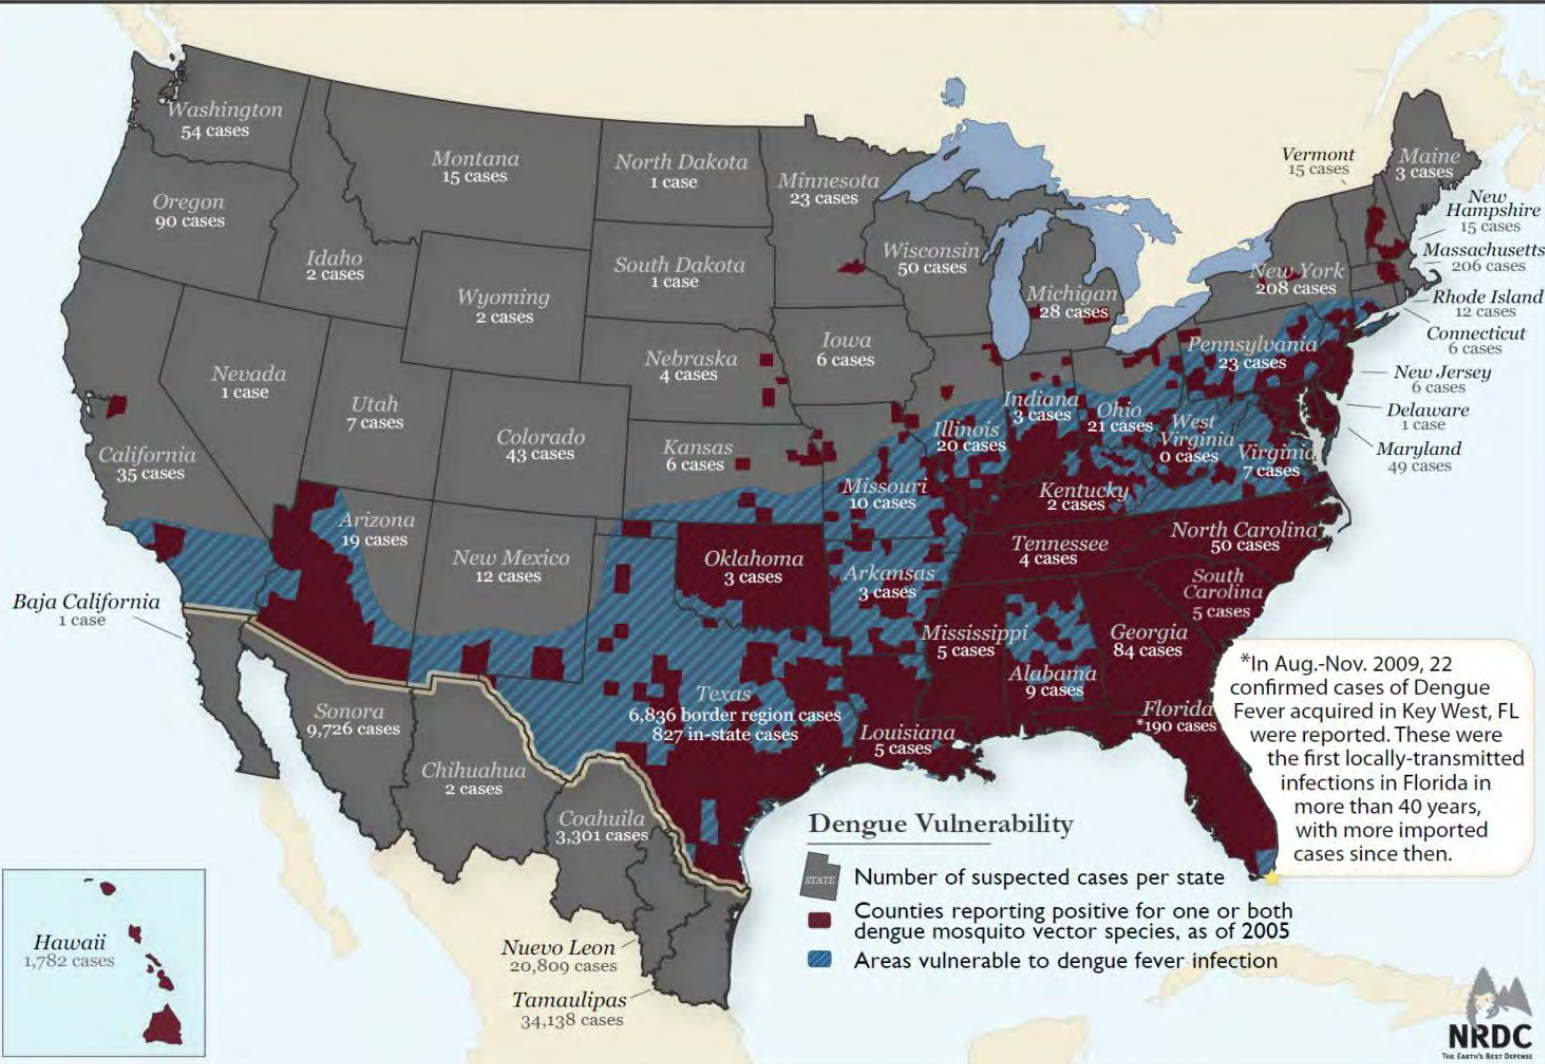 Washington
54 cases
Oregon
90 cases
Idaho
2 cases
Montana
15 cases
North Dakota
1 case
Minnesota
23 cases
South Dakota
1 case
Wyoming
2 cases
Wisconsin
50 cases
Michigan
28 cases
Vermont
15 cases
Maine
3 cases
New
Hampshire
15 cases
Massachusetts
206 cases
New York
208 cases
Rhode Island
12 cases
Connecticut
6 cases
New Jersey
6 cases
Delaware
1 case
Maryland
49 cases
Pennsylvania
23 cases
Iowa
6 cases
Nebraska
4 cases
Nevada
1 case
Utah
7 cases
Colorado
43 cases
Kansas
6 cases
California
35 cases
Illinois
20 cases
Indiana
3 cases
Ohio
21 cases
West
Virginia
0 cases
Virginia
7 cases
Missouri
10 cases
Kentucky
2 cases
Arizona
19 cases
New Mexico
12 cases
Oklahoma
3 cases
Arkansas
3 cases
Tennessee
4 cases
North Carolina
50 cases
South
Carolina
5 cases
Mississippi
5 cases
Alabama
9 cases
Georgia
84 cases
Florida
*190 cases
Louisiana
5 cases
Texas
6,836 border region cases
827 in-state cases
Baja California
1 case
Sonora
9,726 cases
Chihuahua
2 cases
Coahuila
3,301 cases
Nuevo Leon
20,809 cases
Tamaulipas
34,138 cases
Hawaii
1,782 cases
*In Aug.-Nov. 2009, 22
confirmed cases of Dengue
Fever acquired in Key West, FL
were reported. These were
the first locally-transmitted
infections in Florida in
more than 40 years,
with more imported
cases since then.
Dengue Vulnerability
STATE
Number of suspected cases per state
Counties reporting positive for one or both
dengue mosquito vector species, as of 2005
Areas vulnerable to dengue fever infection
NRDC
THE EARTH'S BEST DEFENSE